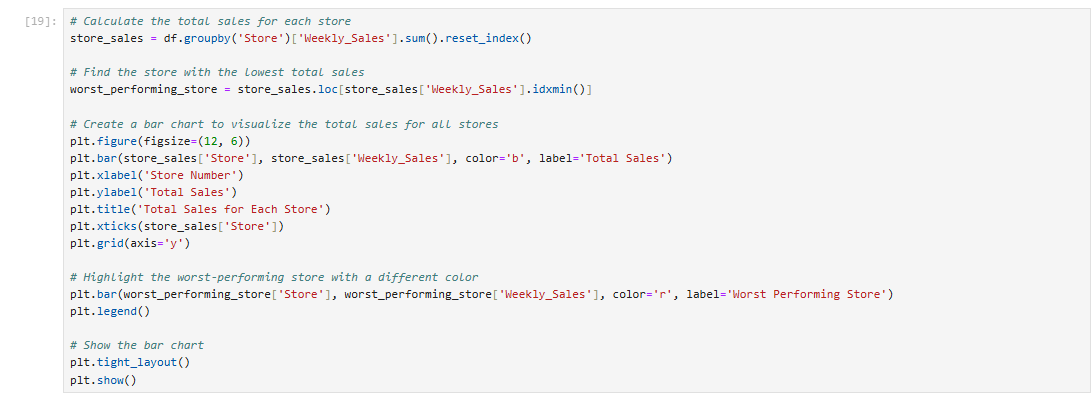 [19]: # Calculate the total sales for each store
store_sales = df.groupby('Store')['Weekly_Sales'].sum().reset_index()
# Find the store with the lowest total sales
worst_performing_store = store_sales.loc[store_sales['Weekly_Sales'].idxmin()]
# Create a bar chart to visualize the total sales for all stores
plt.figure(figsize=(12, 6))
plt.bar(store_sales['Store'], store_sales['Weekly_Sales'], color='b', label='Total Sales')
plt.xlabel('Store Number')
plt.ylabel('Total Sales')
plt.title('Total Sales for Each Store')
plt.xticks(store_sales['Store'])
plt.grid(axis='y')
# Highlight the worst-performing store with a different color
plt.bar(worst_performing_store['Store'], worst_performing_store['Weekly_Sales'], color='r', label='Worst Performing Store')
plt.legend()
# Show the bar chart
plt.tight_layout()
plt.show()